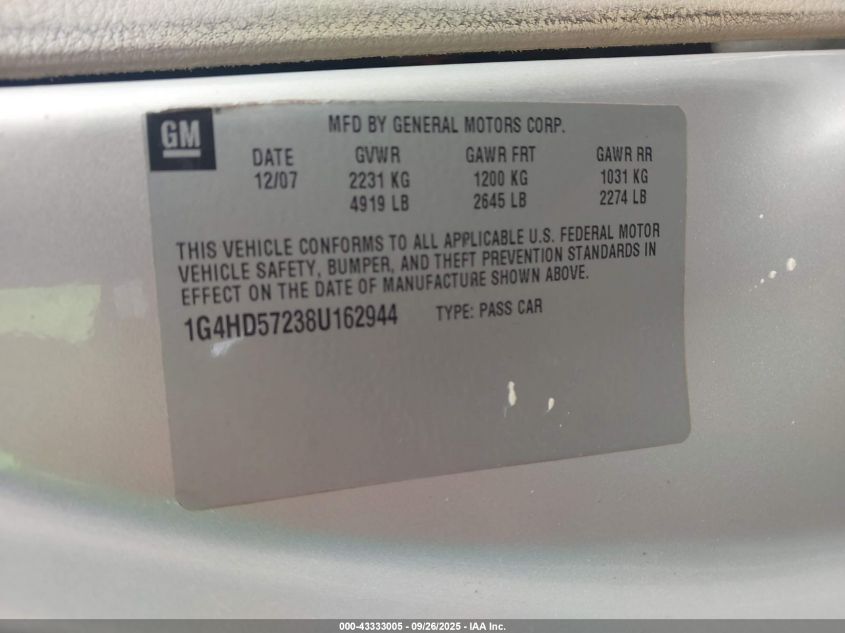 GM
MFD BY GENERAL MOTORS CORP.
DATE GVWR GAWR FRT GAWR RR
12/07 2231 KG 1200 KG 1031 KG
4919 LB 2645 LB 2274 LB
THIS VEHICLE CONFORMS TO ALL APPLICABLE U.S. FEDERAL MOTOR
VEHICLE SAFETY, BUMPER, AND THEFT PREVENTION STANDARDS IN
EFFECT ON THE DATE OF MANUFACTURE SHOWN ABOVE.
1G4HD57238U162944 TYPE: PASS CAR
000-43333005 - 09/26/2025 - IAA Inc.